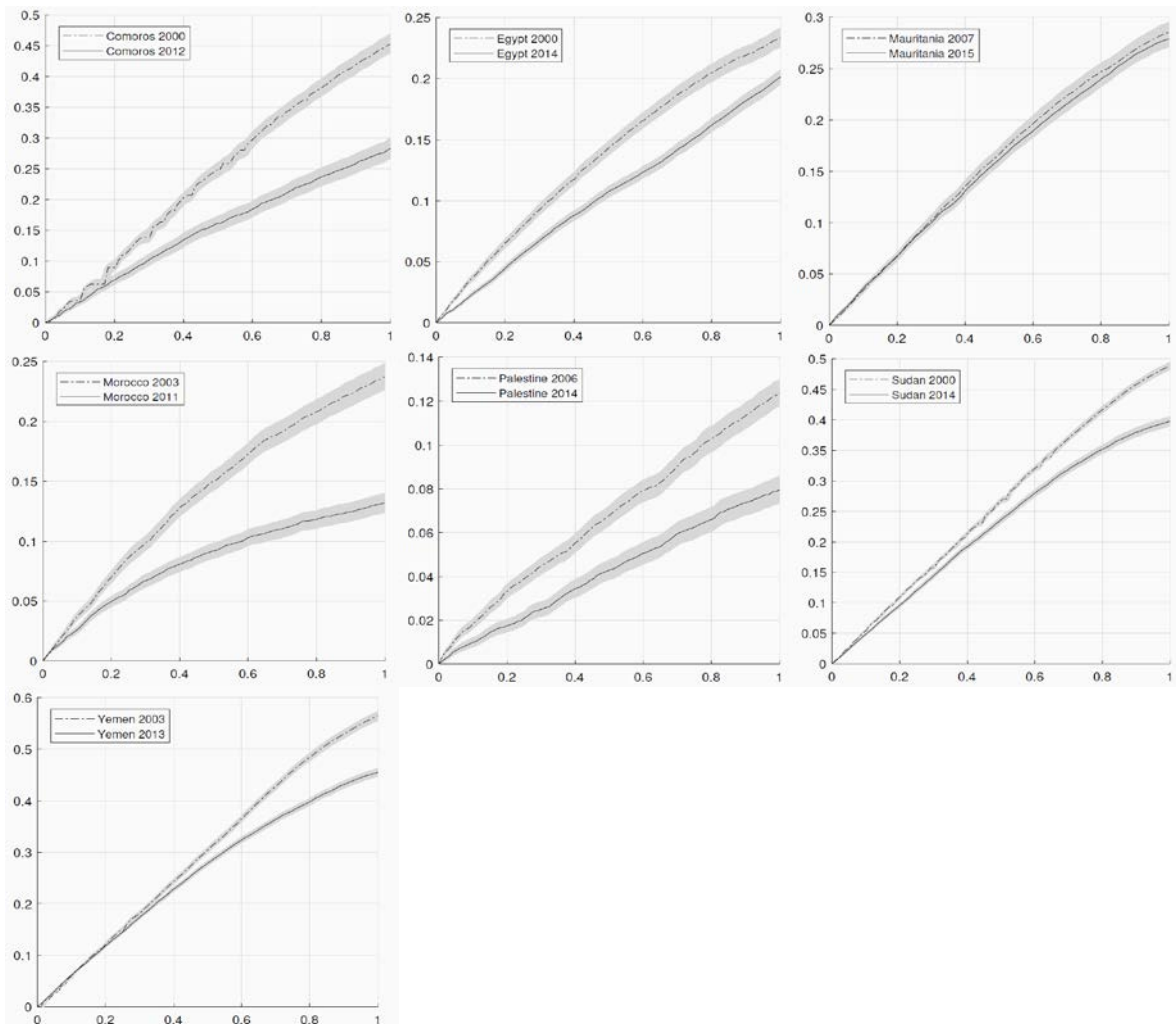 Comoros 2000
Comoros 2012
0.5
0.45
0.4
0.35
0.3
0.25
0.2
0.15
0.1
0.05
0
0 0.2 0.4 0.6 0.8 1
Egypt 2000
Egypt 2014
0.25
0.2
0.15
0.1
0.05
0
0 0.2 0.4 0.6 0.8 1
Mauritania 2007
Mauritania 2015
0.3
0.25
0.2
0.15
0.1
0.05
0
0 0.2 0.4 0.6 0.8 1
Morocco 2003
Morocco 2011
0.25
0.2
0.15
0.1
0.05
0
0 0.2 0.4 0.6 0.8 1
Palestine 2006
Palestine 2014
0.14
0.12
0.1
0.08
0.06
0.04
0.02
0
0 0.2 0.4 0.6 0.8 1
Sudan 2000
Sudan 2014
0.5
0.45
0.4
0.35
0.3
0.25
0.2
0.15
0.1
0.05
0
0 0.2 0.4 0.6 0.8 1
Yemen 2003
Yemen 2013
0.6
0.5
0.4
0.3
0.2
0.1
0
0 0.2 0.4 0.6 0.8 1